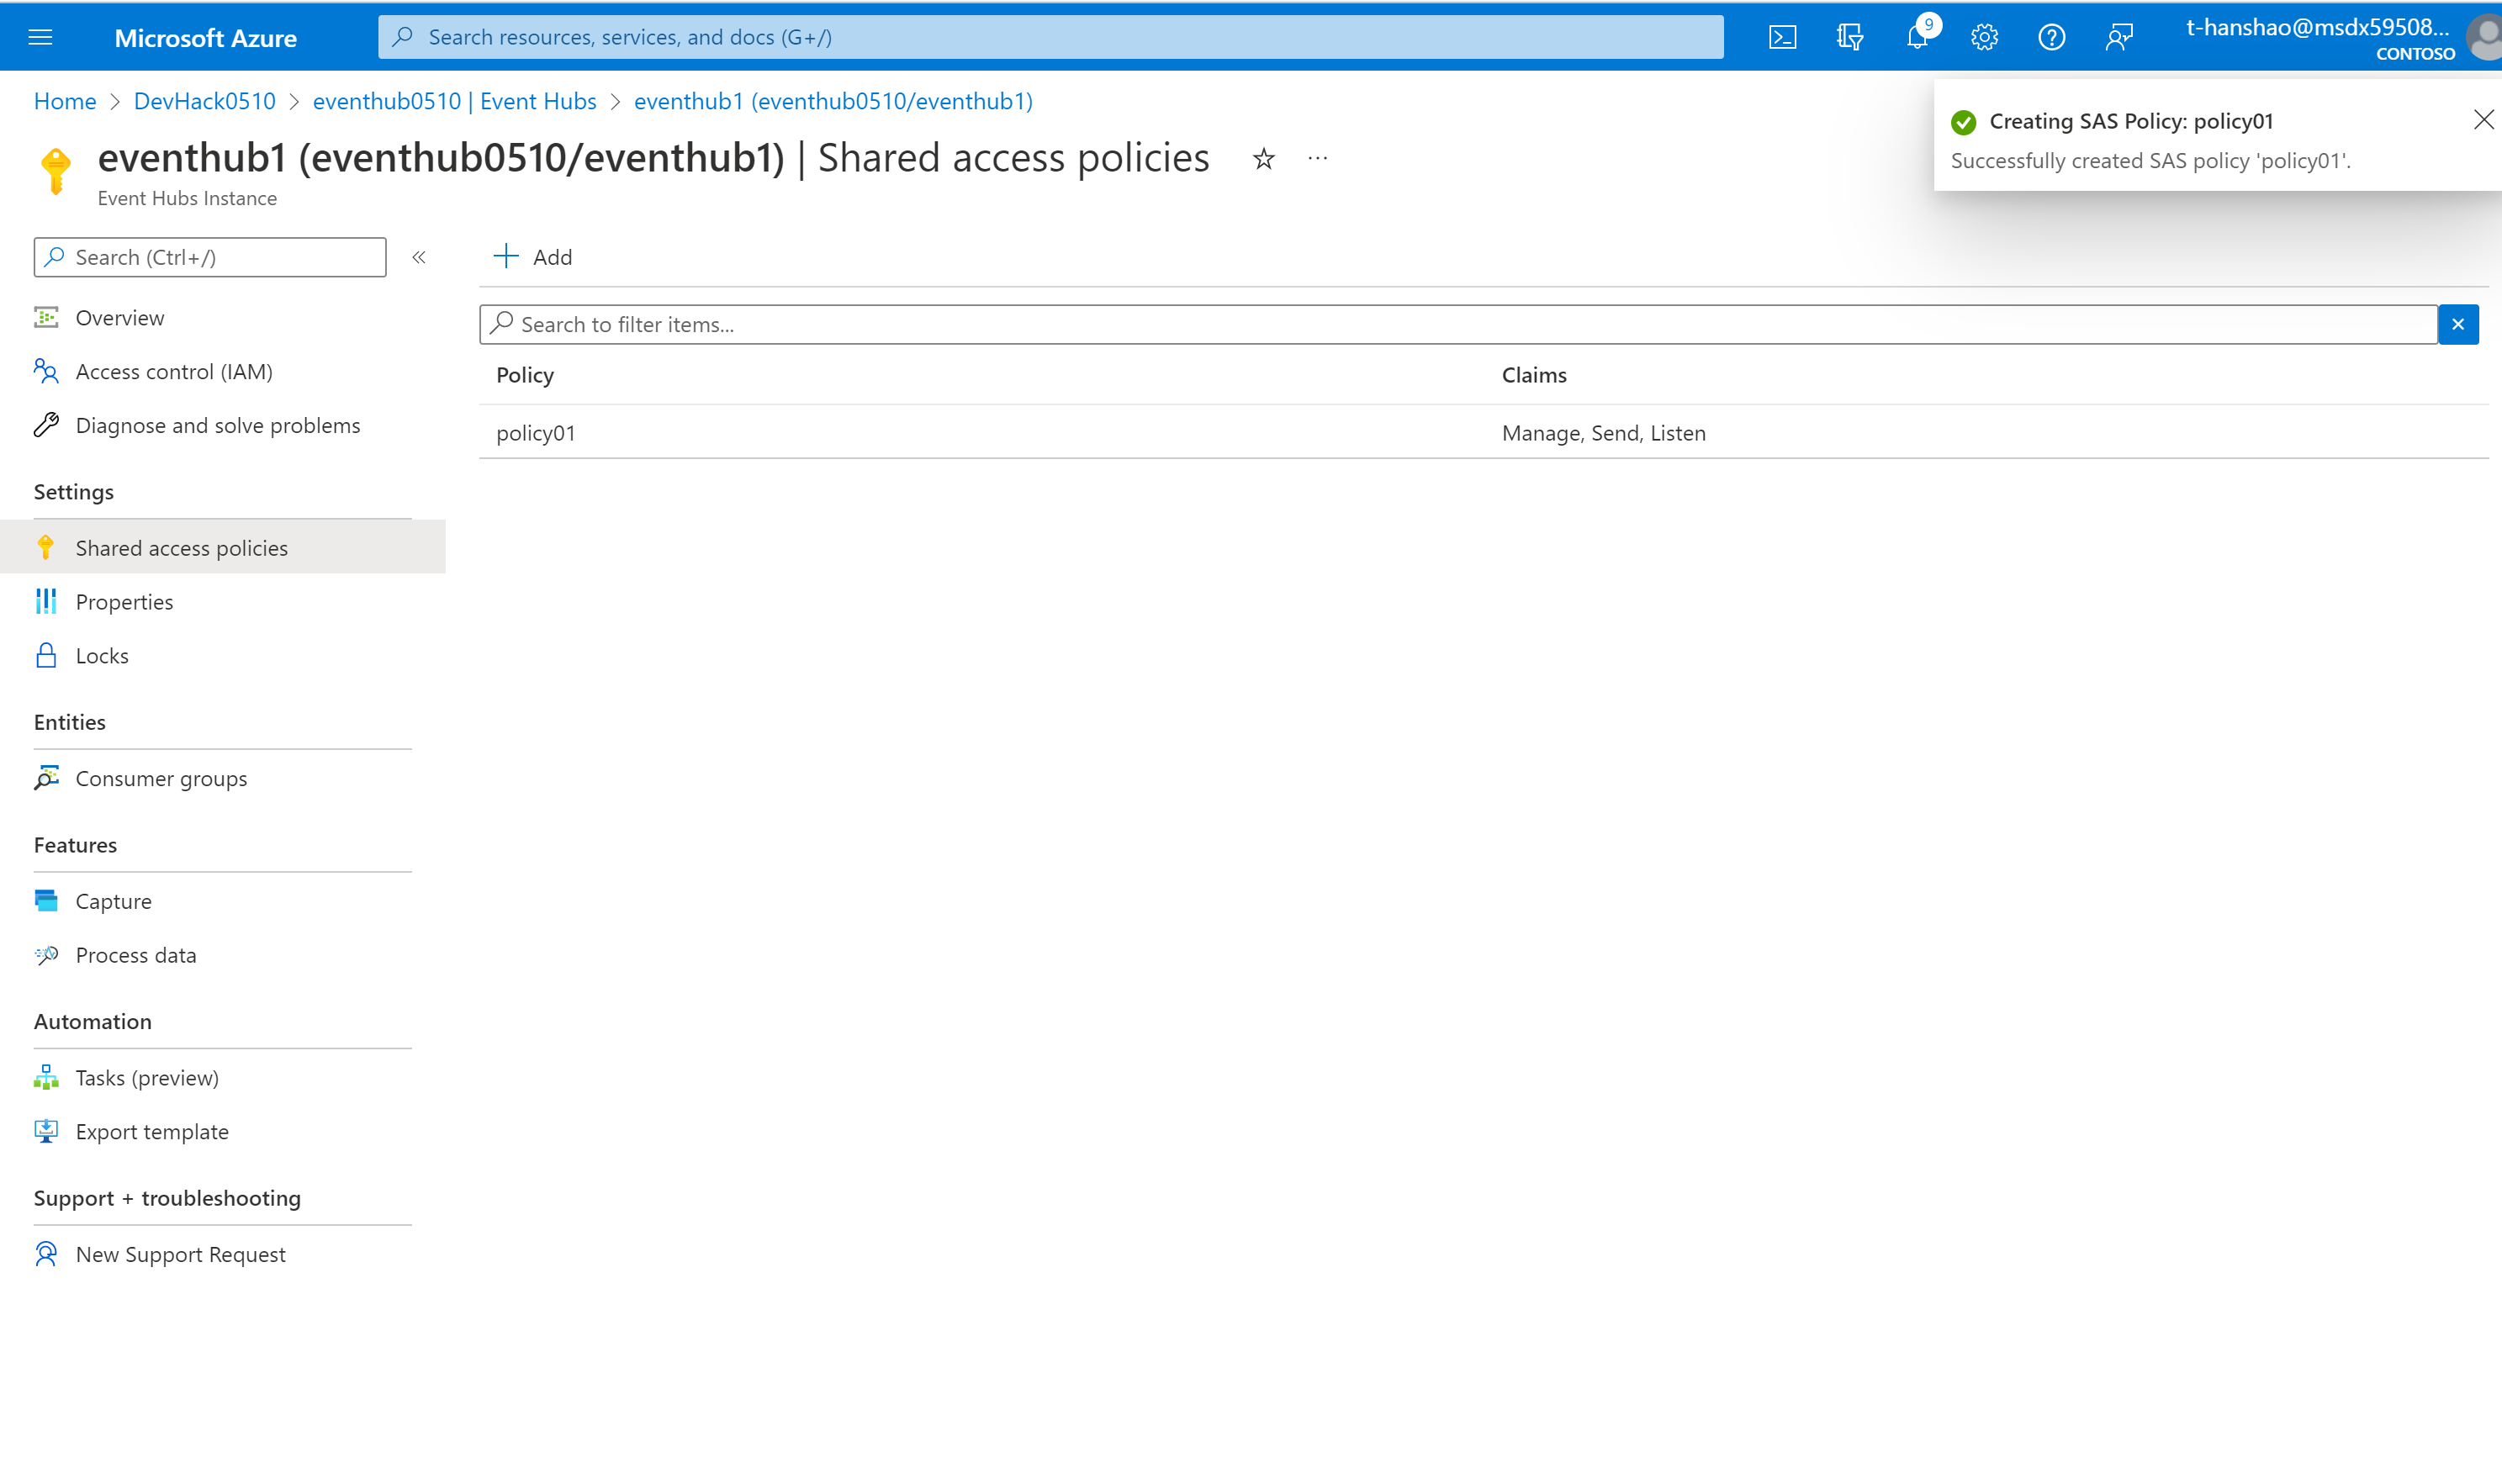 Microsoft Azure
Search resources, services, and docs (G+/)
9
t-hanshao@msdx59508...
CONTOSO
Home > DevHack0510 > eventhub0510 | Event Hubs > eventhub1 (eventhub0510/eventhub1)
Creating SAS Policy: policy01
Successfully created SAS policy 'policy01'.
eventhub1 (eventhub0510/eventhub1) | Shared access policies
Event Hubs Instance
Search (Ctrl+/)
Add
Overview
Search to filter items...
Access control (IAM)
Policy Claims
Diagnose and solve problems
policy01 Manage, Send, Listen
Settings
Shared access policies
Properties
Locks
Entities
Consumer groups
Features
Capture
Process data
Automation
Tasks (preview)
Export template
Support + troubleshooting
New Support Request